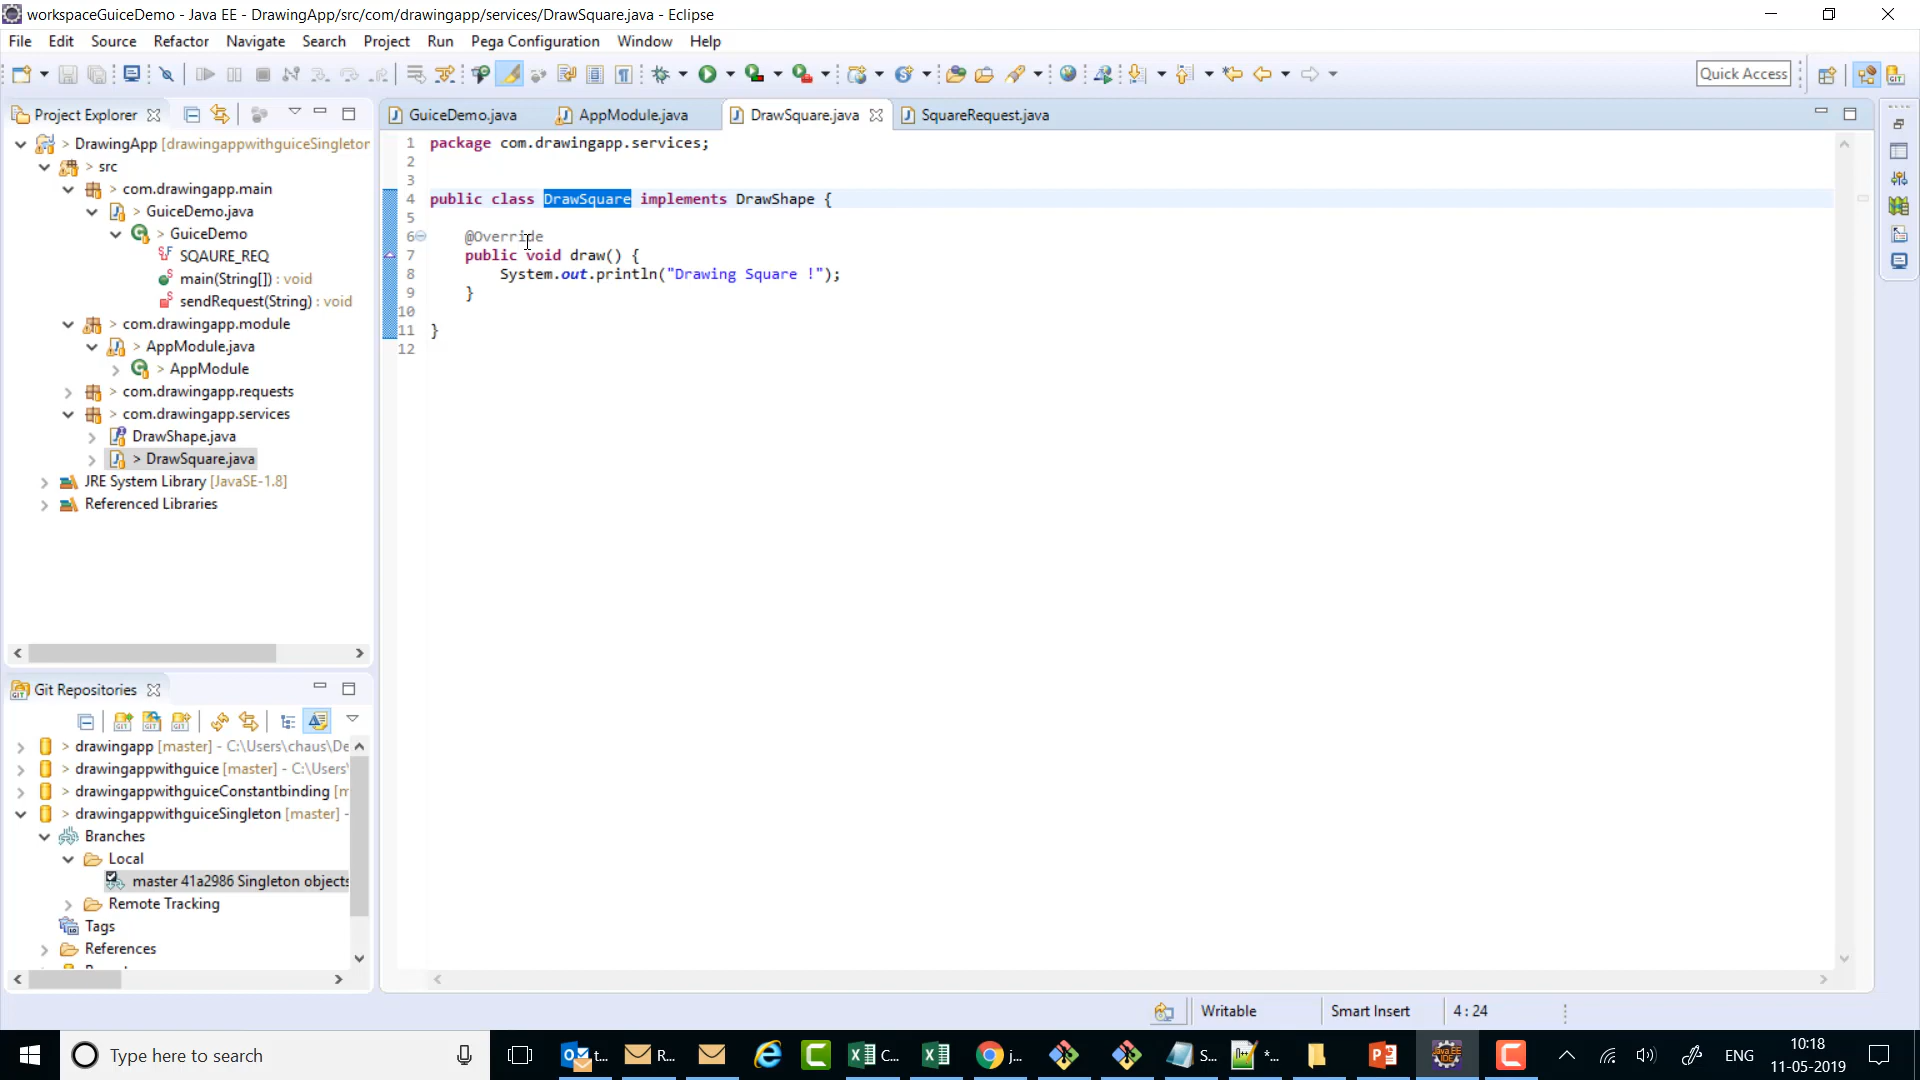 workspaceGuiceDemo - Java EE - DrawingApp/src/com/drawingapp/services/DrawSquare.java - Eclipse
File Edit Source Refactor Navigate Search Project Run Pega Configuration Window Help
Quick Access
Project Explorer
GuiceDemo.java
AppModule.java
DrawSquare.java
SquareRequest.java
> DrawingApp [drawingappwithguiceSingleton
> src
> com.drawingapp.main
> GuiceDemo.java
> GuiceDemo
SQAURE_REQ
main(String[]) : void
sendRequest(String) : void
> com.drawingapp.module
> AppModule.java
> AppModule
> com.drawingapp.requests
> com.drawingapp.services
DrawShape.java
> DrawSquare.java
JRE System Library [JavaSE-1.8]
Referenced Libraries
1 package com.drawingapp.services;
2
3
4 public class DrawSquare implements DrawShape {
5
6 @Override
7 public void draw() {
8 System.out.println("Drawing Square !");
9 }
10
11 }
12
Git Repositories
> drawingapp [master] - C:\Users\chaus\De
> drawingappwithguice [master] - C:\Users\
> drawingappwithguiceConstantbinding [m
> drawingappwithguiceSingleton [master] -
Branches
Local
master 41a2986 Singleton objects
Remote Tracking
Tags
References
Writable
Smart Insert
4 : 24
Type here to search
t...
R...
C...
j...
S...
*...
ENG
10:18
11-05-2019